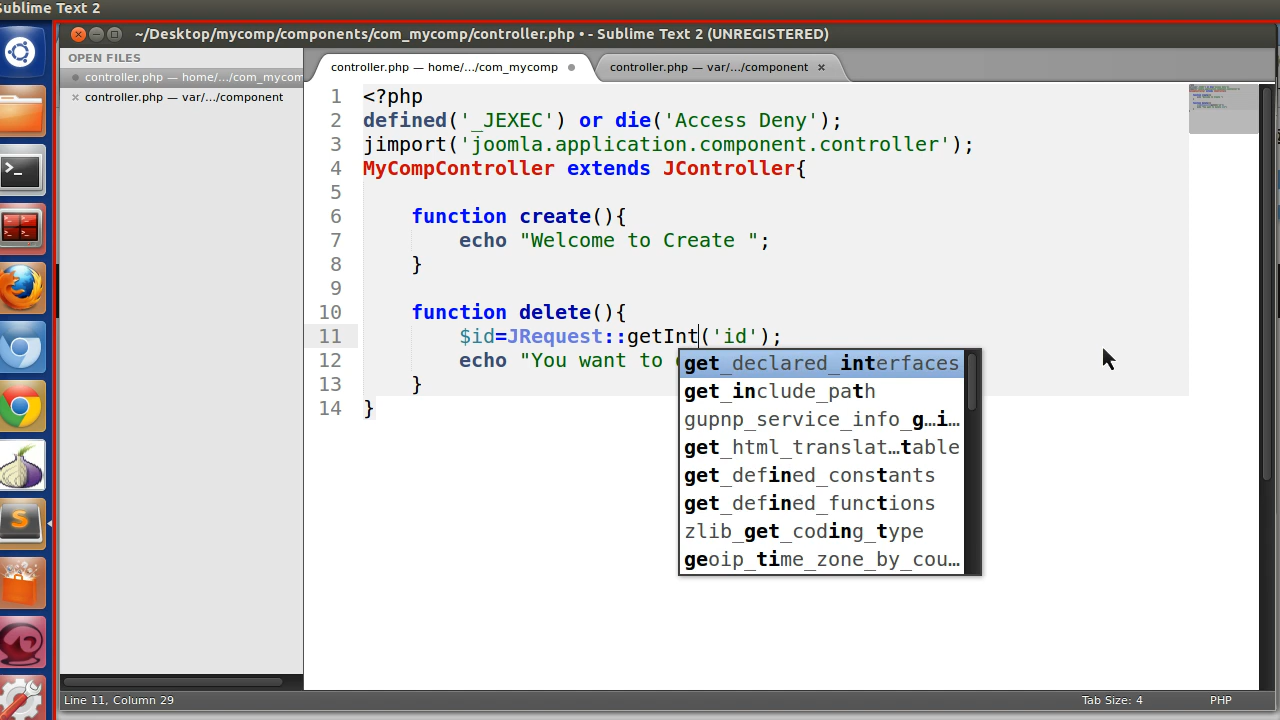 Sublime Text 2
~/Desktop/mycomp/components/com_mycomp/controller.php • - Sublime Text 2 (UNREGISTERED)
OPEN FILES
controller.php — home/.../com_mycom
controller.php — var/.../component
controller.php — home/.../com_mycomp
controller.php — var/.../component
1 <?php
2 defined('_JEXEC') or die('Access Deny');
3 jimport('joomla.application.component.controller');
4 MyCompController extends JController{
5
6 function create(){
7 echo "Welcome to Create ";
8 }
9
10 function delete(){
11 $id=JRequest::getInt('id');
12 echo "You want to
13 }
14 }
get_declared_interfaces
get_include_path
gupnp_service_info_g…i…
get_html_translat…table
get_defined_constants
get_defined_functions
zlib_get_coding_type
geoip_time_zone_by_cou…
Line 11, Column 29
Tab Size: 4
PHP